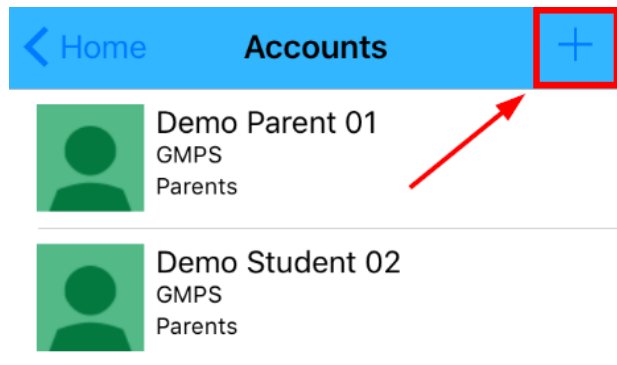 Home Accounts +
Demo Parent 01
GMPS
Parents
Demo Student 02
GMPS
Parents